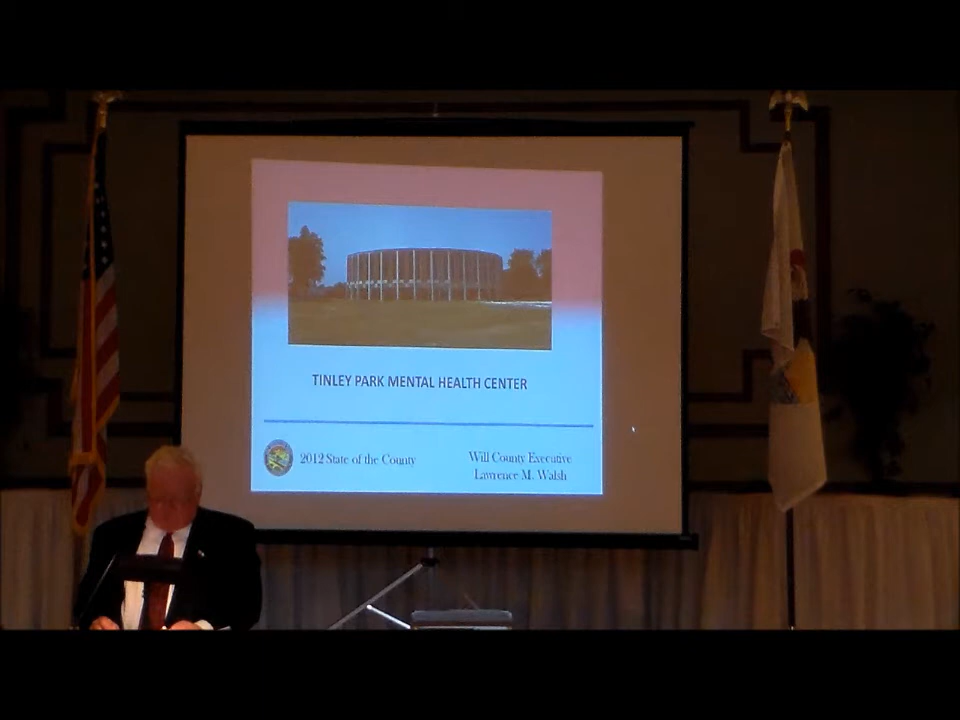 TINLEY PARK MENTAL HEALTH CENTER
2012 State of the County
Will County Executive
Lawrence M. Walsh